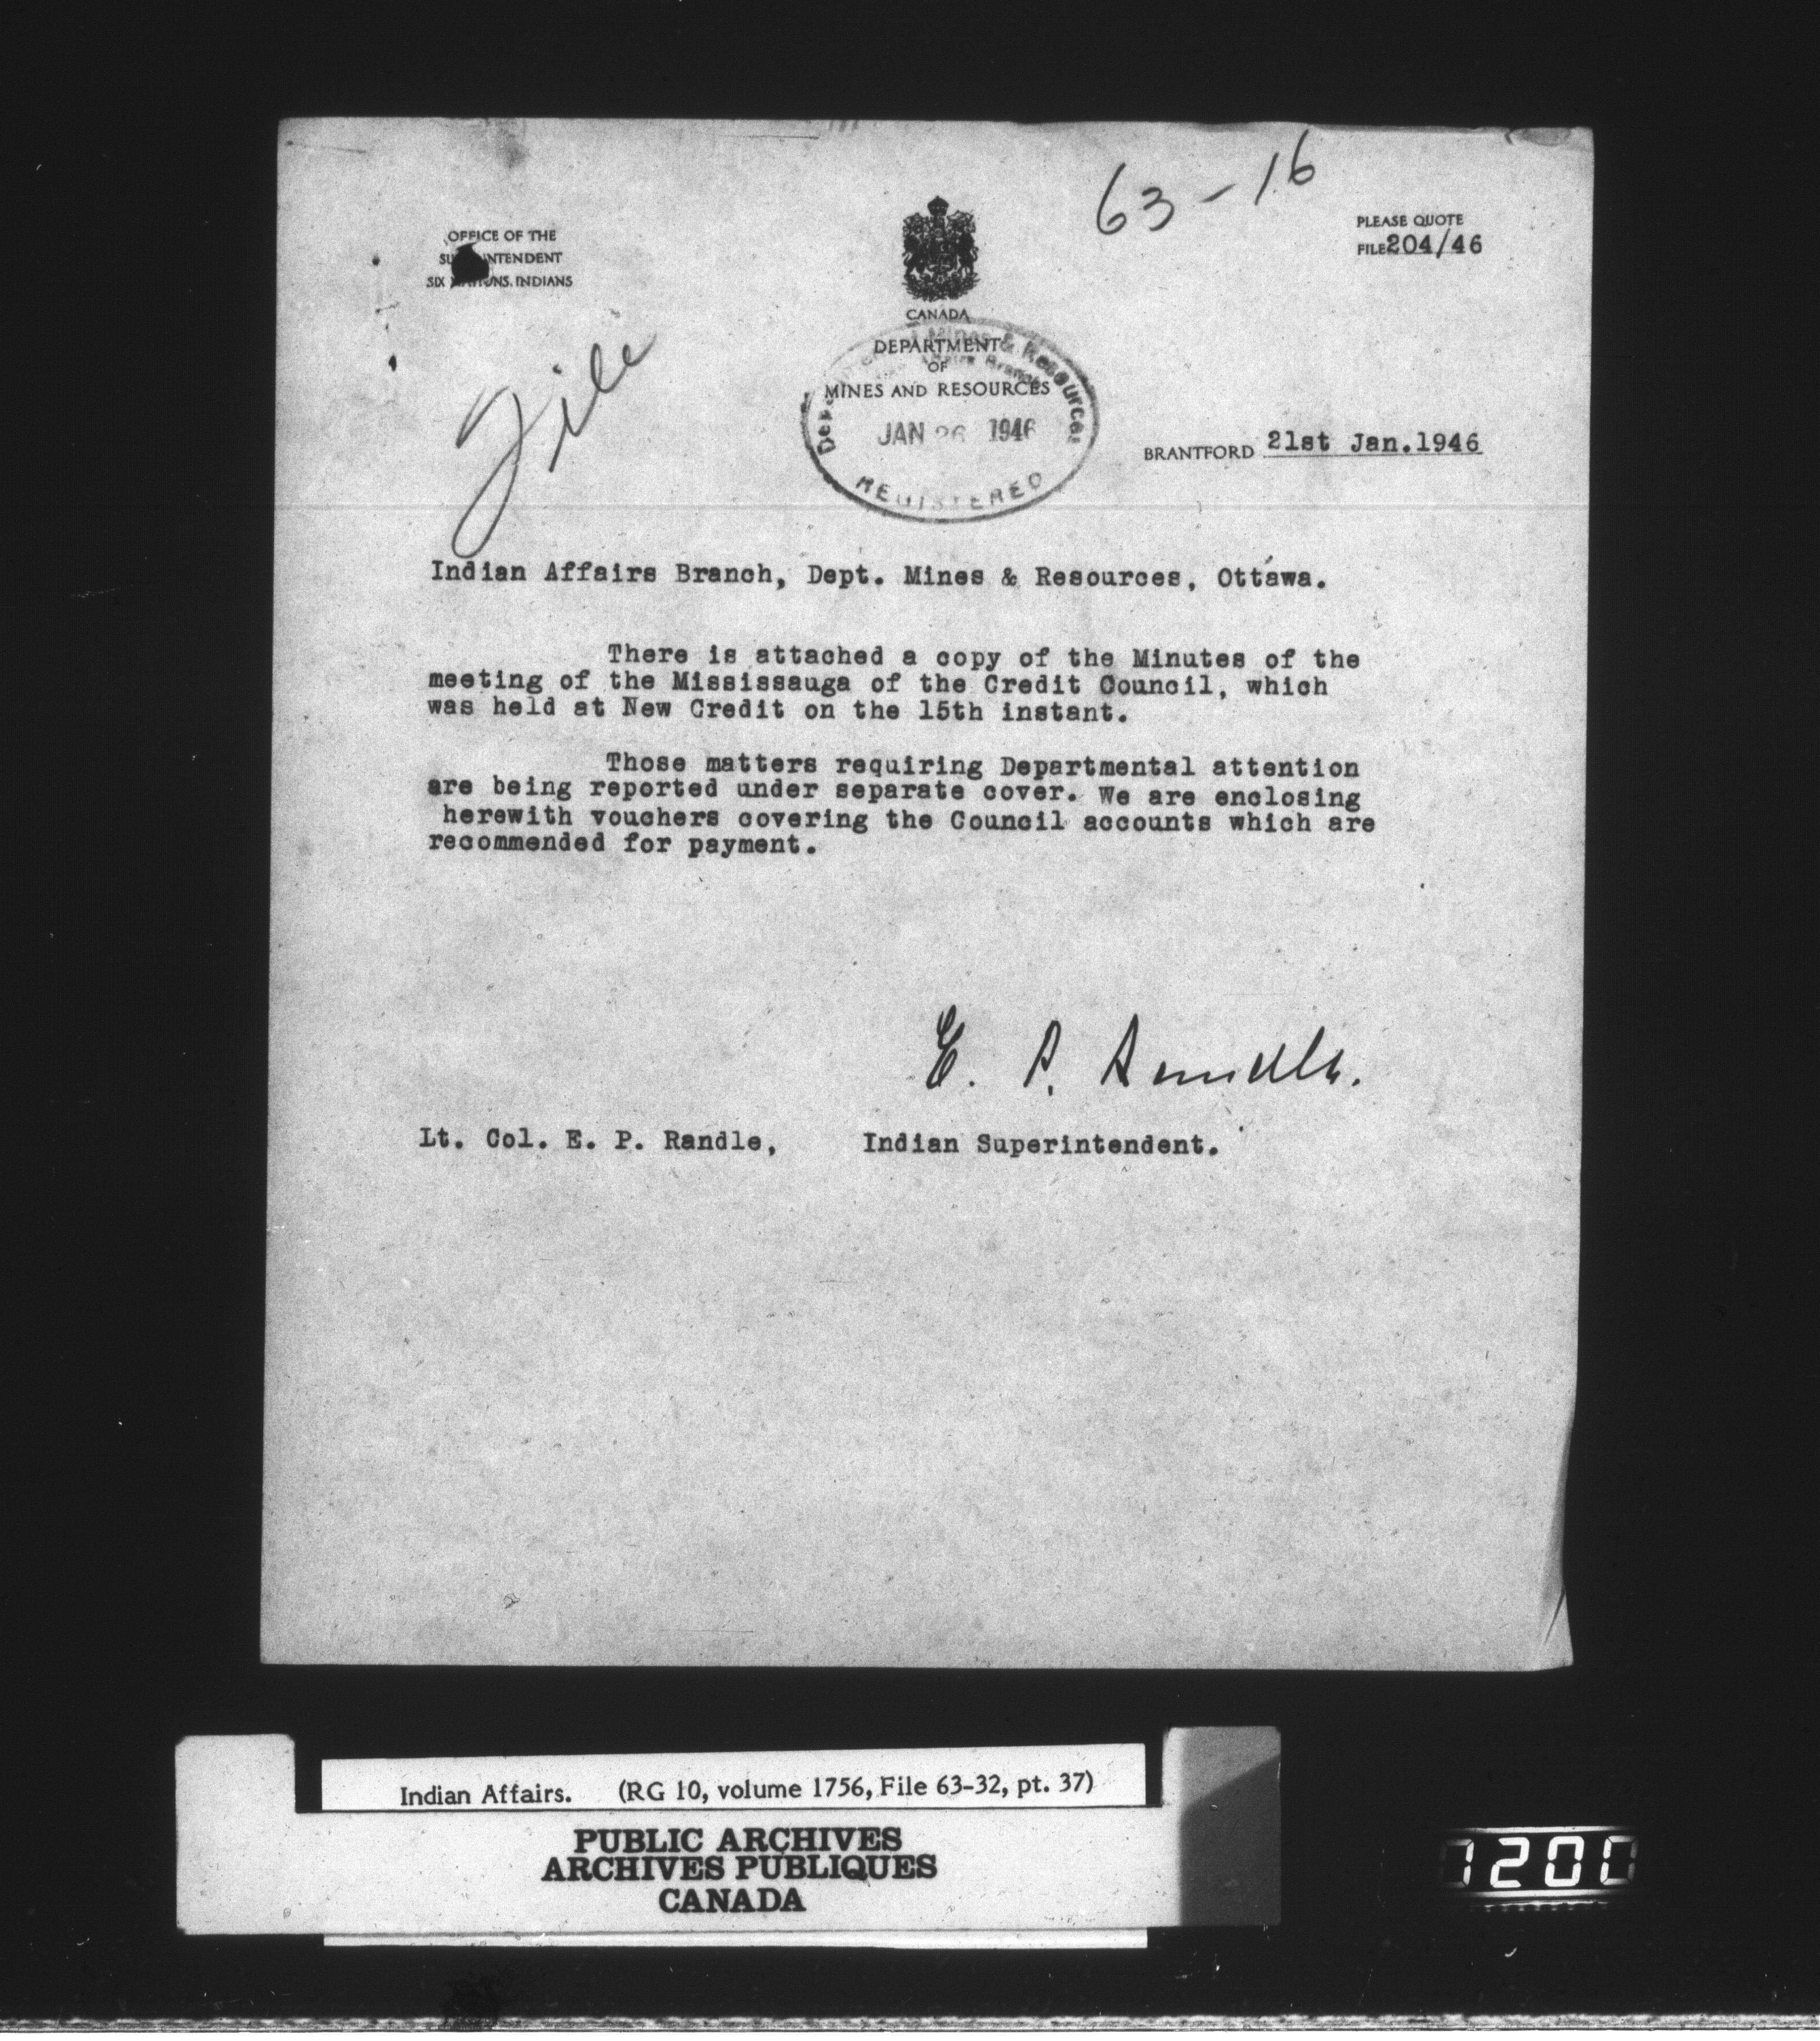 63-16
OFFICE OF THE
SUPERINTENDENT
SIX NATIONS INDIANS
PLEASE QUOTE
FILE 204/46
CANADA
DEPARTMENT
OF
MINES AND RESOURCES
Mines & Resources
Affairs Branch
JAN 26 1946
REGISTERED
File
BRANTFORD 21st Jan.1946
Indian Affairs Branch, Dept. Mines & Resources, Ottawa.
There is attached a copy of the Minutes of the
meeting of the Mississauga of the Credit Council, which
was held at New Credit on the 15th instant.
Those matters requiring Departmental attention
are being reported under separate cover. We are enclosing
herewith vouchers covering the Council accounts which are
recommended for payment.
E. P. Randle.
Lt. Col. E. P. Randle, Indian Superintendent.
Indian Affairs. (RG 10, volume 1756, File 63-32, pt. 37)
PUBLIC ARCHIVES
ARCHIVES PUBLIQUES
CANADA
1200